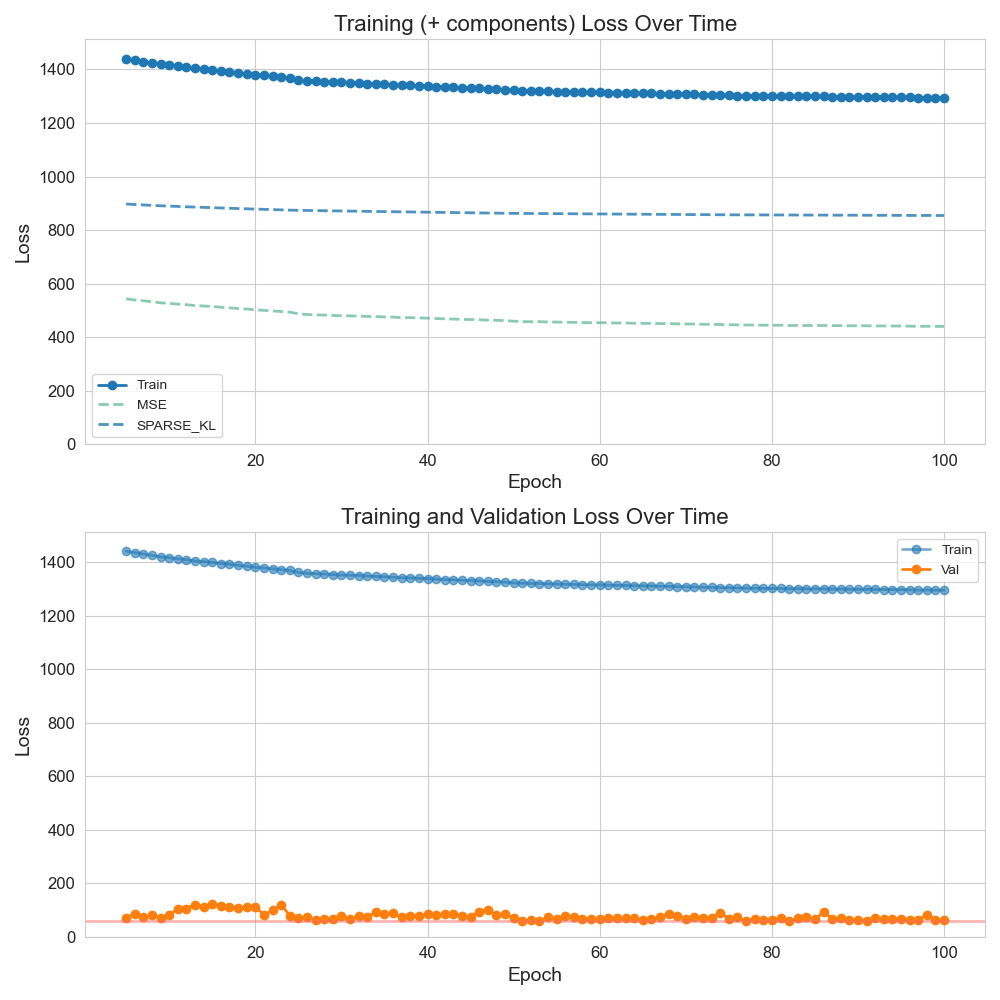 Training (+ components) Loss Over Time
1400
1200
1000
800
600
400
200
0
Loss
Train
MSE
SPARSE_KL
20 40 60 80 100
Epoch
Training and Validation Loss Over Time
1400
1200
1000
800
600
400
200
0
Loss
Train
Val
20 40 60 80 100
Epoch